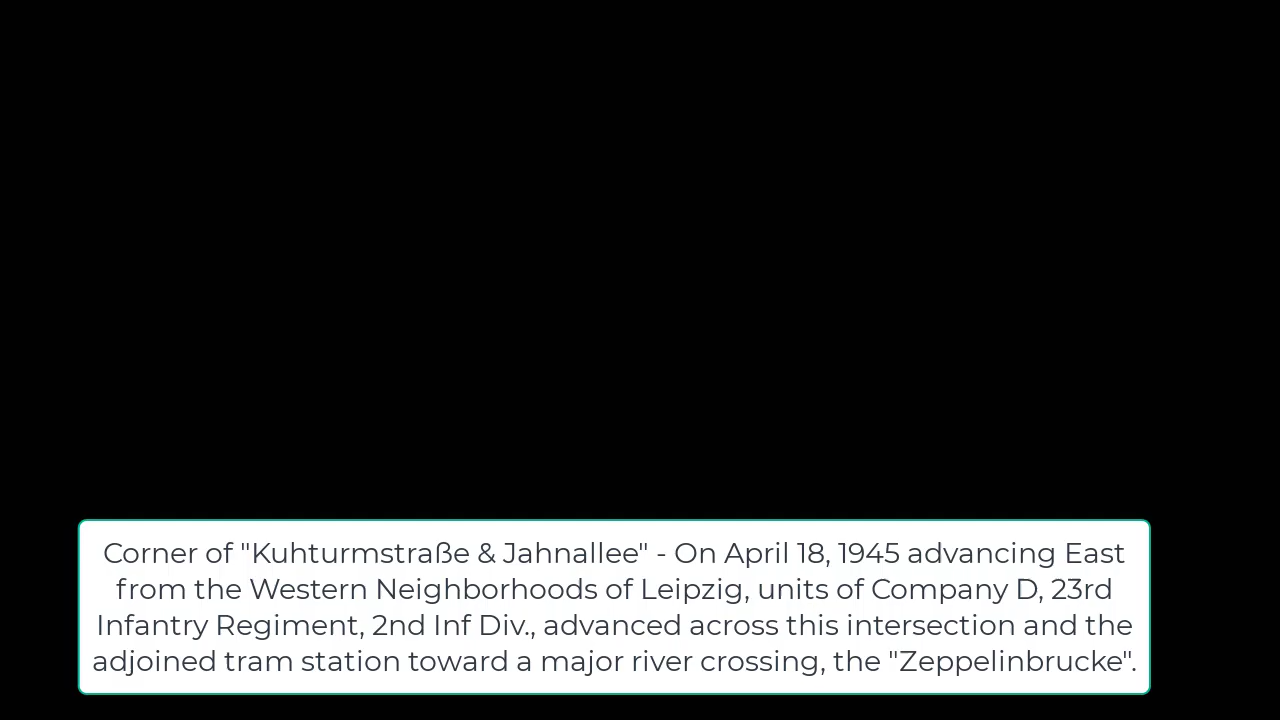 Corner of "Kuhturmstraße & Jahnallee" - On April 18, 1945 advancing East
from the Western Neighborhoods of Leipzig, units of Company D, 23rd
Infantry Regiment, 2nd Inf Div., advanced across this intersection and the
adjoined tram station toward a major river crossing, the "Zeppelinbrucke".